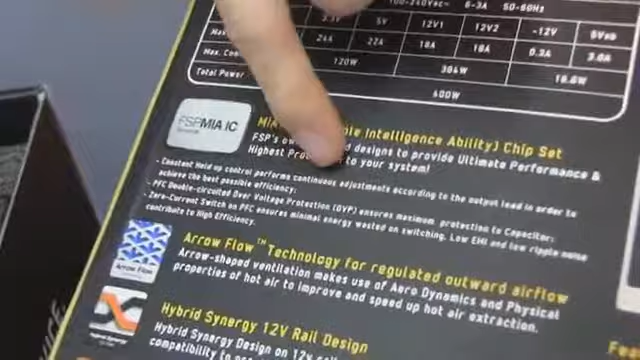 100-240Vac~ 6-3A 50-60Hz
3.3V 5V 12V1 12V2 -12V 5Vsb
24A 22A 18A 18A 0.3A 3.0A
Max. 120W 304W 18.6W
Total Power 400W
FSP MIA IC
MIA Intelligence Ability) Chip Set
FSP's designs to provide Ultimate Performance &
Highest to your system!
- Constant Hold up control performs continuous adjustments according to the output load in order to
achieve the best possible efficiency;
- PFC Double-circuited Over Voltage Protection (OVP) ensures maximum protection to Capacitor;
- Zero-Current Switch on PFC ensures minimal energy wasted on switching. Low EMI and low ripple noise
contribute to High Efficiency.
Arrow Flow™ Technology for regulated outward airflow
Arrow-shaped ventilation makes use of Aero Dynamics and Physical
properties of hot air to improve and speed up hot air extraction.
Arrow Flow
Hybrid Synergy 12V Rail Design
Hybrid Synergy Design on 12v rail
compatibility to
Hybrid Synergy